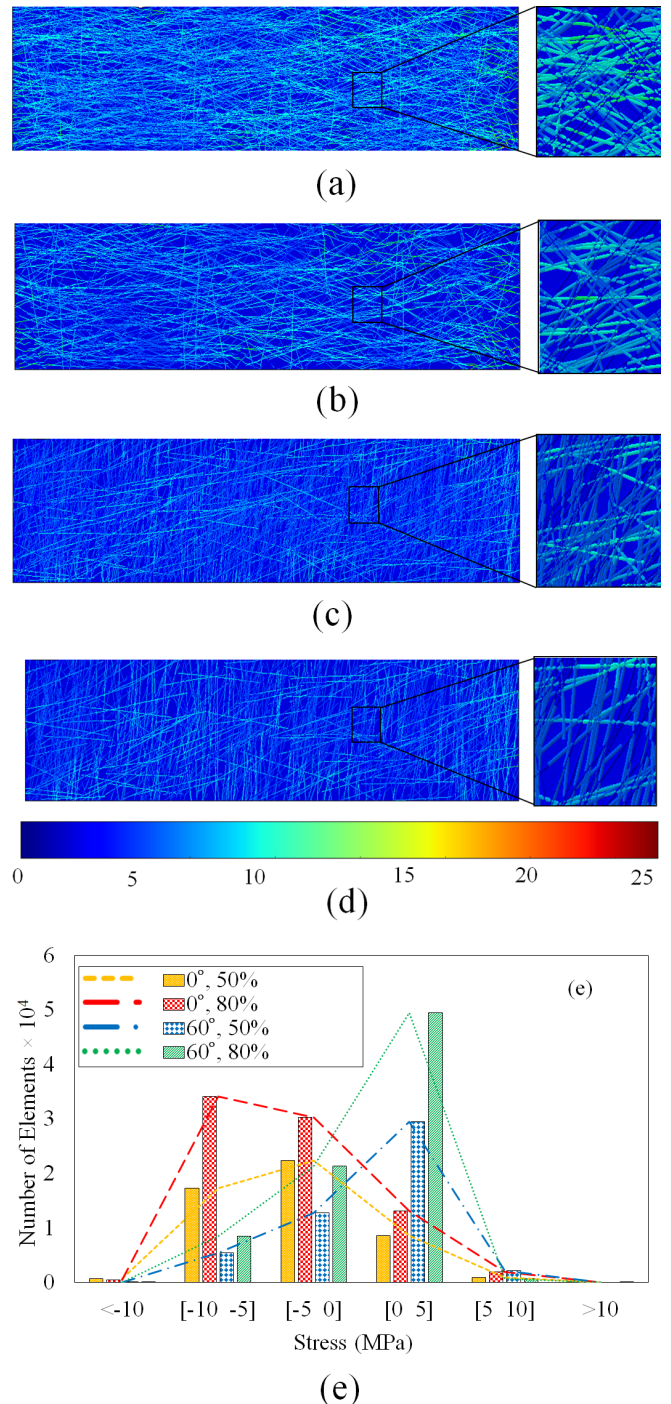 (a)
(b)
(c)
0 5 10 15 20 25
(d)
6
5
4
3
2
1
0
Number of Elements × 10⁴
0°, 50%
0°, 80%
60°, 50%
60°, 80%
(e)
<-10 [-10 -5] [-5 0] [0 5] [5 10] >10
Stress (MPa)
(e)